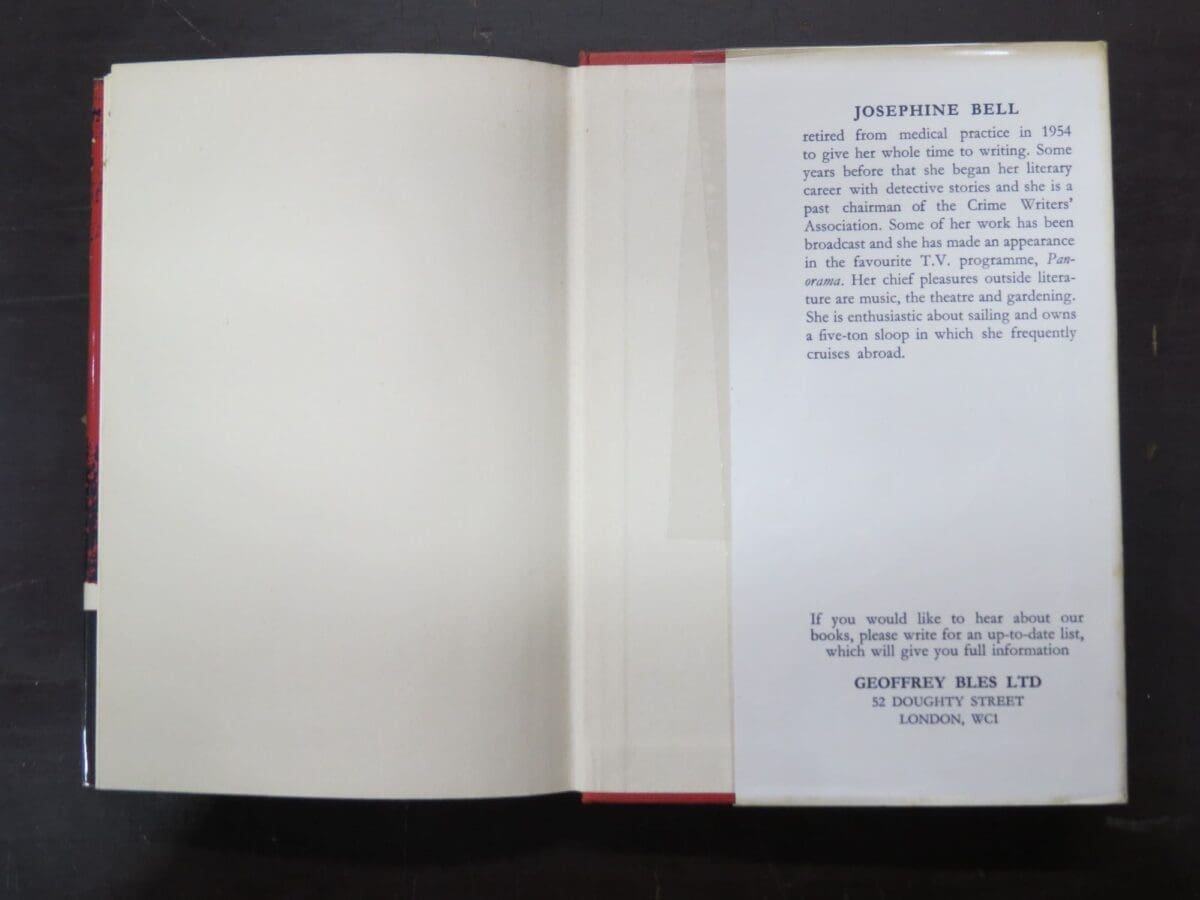 JOSEPHINE BELL
retired from medical practice in 1954
to give her whole time to writing. Some
years before that she began her literary
career with detective stories and she is a
past chairman of the Crime Writers'
Association. Some of her work has been
broadcast and she has made an appearance
in the favourite T.V. programme, Pan-
orama. Her chief pleasures outside litera-
ture are music, the theatre and gardening.
She is enthusiastic about sailing and owns
a five-ton sloop in which she frequently
cruises abroad.
If you would like to hear about our
books, please write for an up-to-date list,
which will give you full information
GEOFFREY BLES LTD
52 DOUGHTY STREET
LONDON, WC1